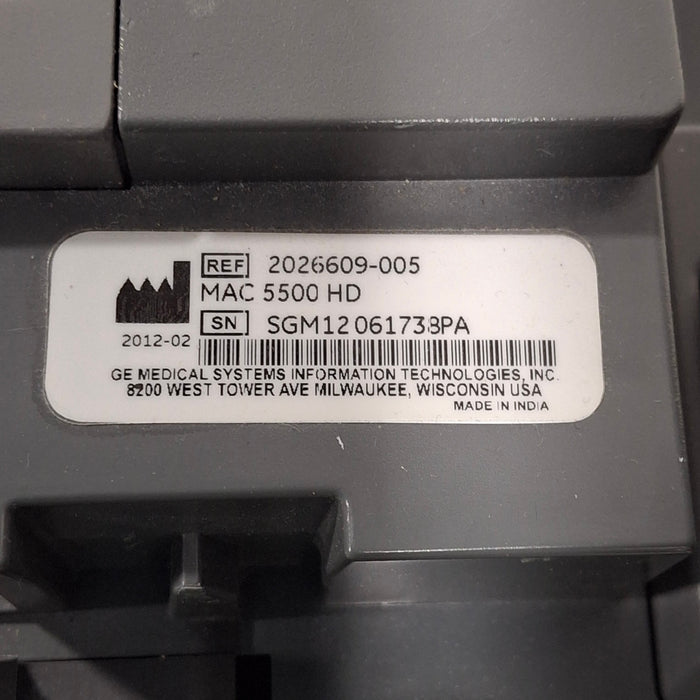 REF 2026609-005
MAC 5500 HD
SN SGM12061738PA
2012-02
GE MEDICAL SYSTEMS INFORMATION TECHNOLOGIES, INC.
8200 WEST TOWER AVE MILWAUKEE, WISCONSIN USA
MADE IN INDIA